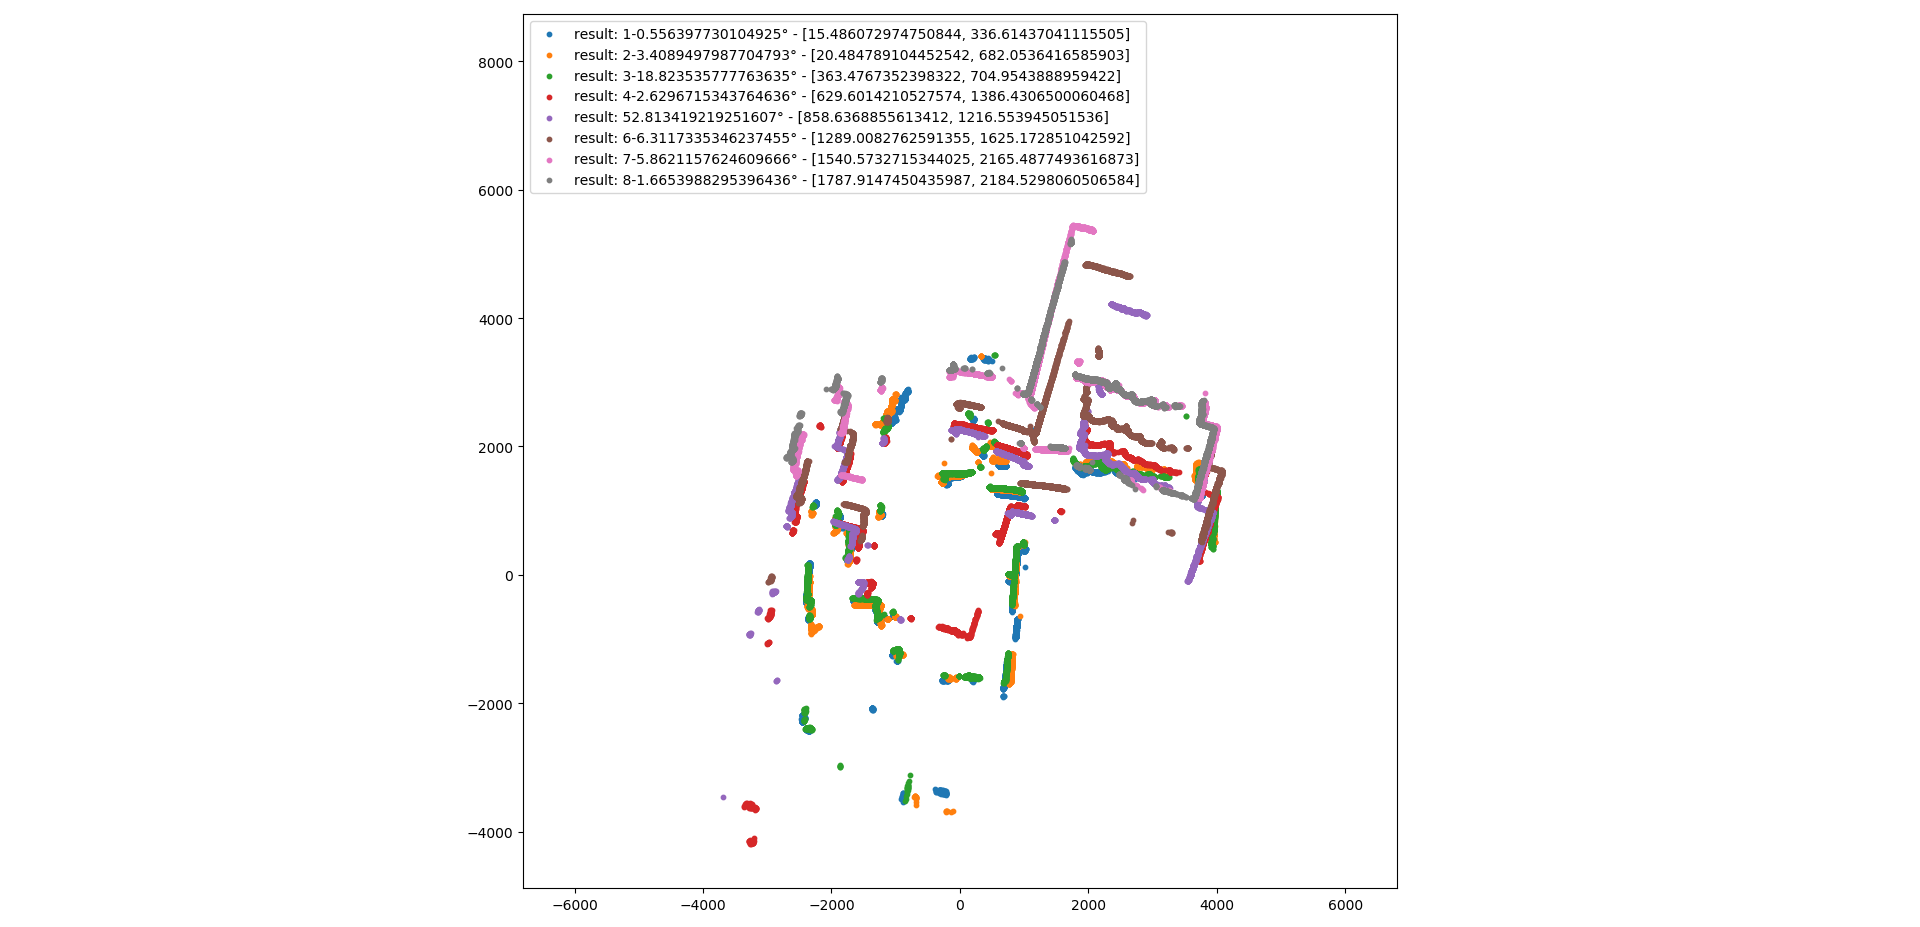 result: 1-0.556397730104925° - [15.486072974750844, 336.61437041115505]
result: 2-3.4089497987704793° - [20.484789104452542, 682.0536416585903]
result: 3-18.823535777763635° - [363.4767352398322, 704.9543888959422]
result: 4-2.6296715343764636° - [629.6014210527574, 1386.4306500060468]
result: 52.813419219251607° - [858.6368855613412, 1216.553945051536]
result: 6-6.3117335346237455° - [1289.0082762591355, 1625.172851042592]
result: 7-5.8621157624609666° - [1540.5732715344025, 2165.4877493616873]
result: 8-1.6653988295396436° - [1787.9147450435987, 2184.5298060506584]
8000
6000
4000
2000
0
−2000
−4000
−6000
−4000
−2000
0
2000
4000
6000